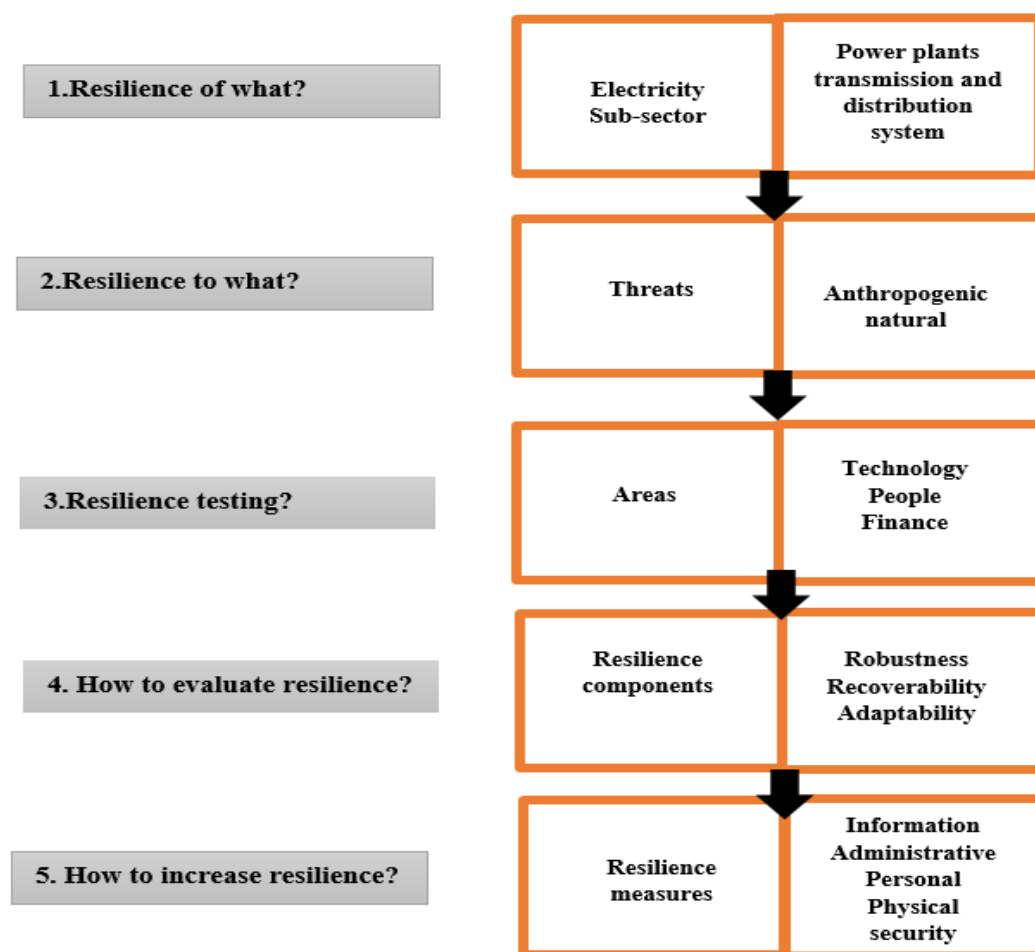 1.Resilience of what?
Electricity
Sub-sector
Power plants
transmission and
distribution
system
2.Resilience to what?
Threats
Anthropogenic
natural
3.Resilience testing?
Areas
Technology
People
Finance
4. How to evaluate resilience?
Resilience
components
Robustness
Recoverability
Adaptability
5. How to increase resilience?
Resilience
measures
Information
Administrative
Personal
Physical
security